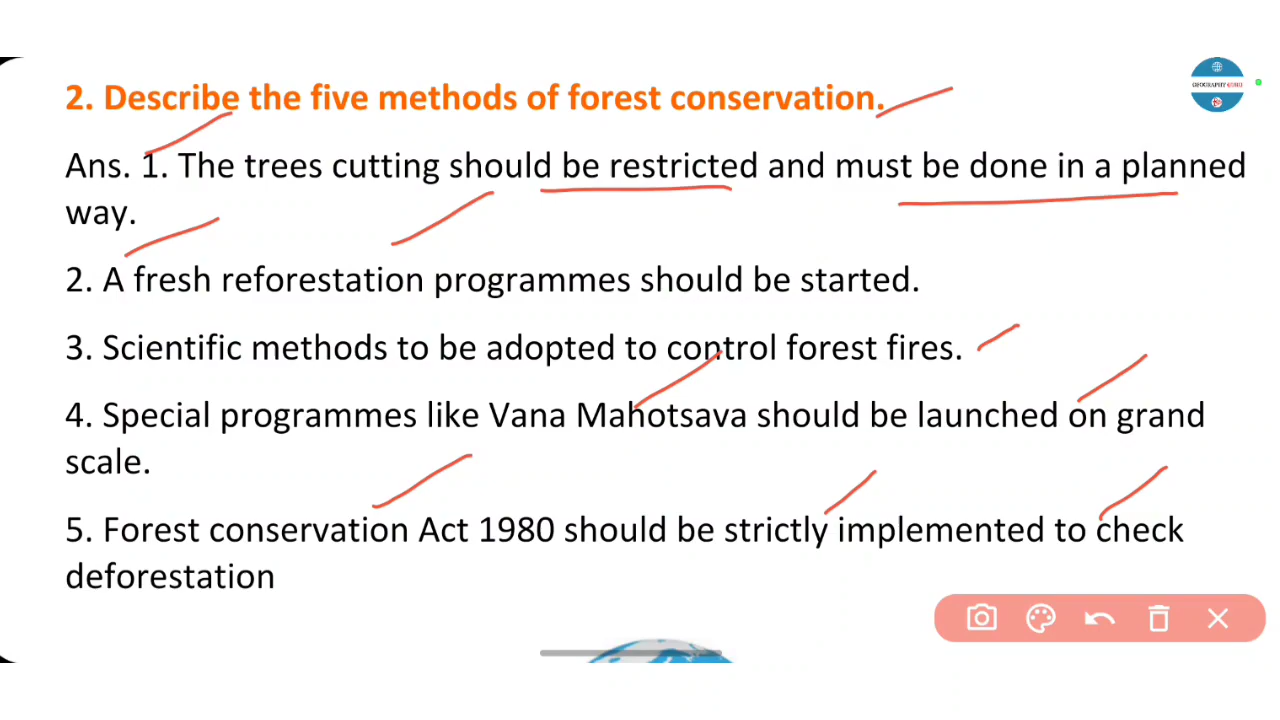 2. Describe the five methods of forest conservation.
GEOGRAPHY GURU
Ans. 1. The trees cutting should be restricted and must be done in a planned
way.
2. A fresh reforestation programmes should be started.
3. Scientific methods to be adopted to control forest fires.
4. Special programmes like Vana Mahotsava should be launched on grand
scale.
5. Forest conservation Act 1980 should be strictly implemented to check
deforestation